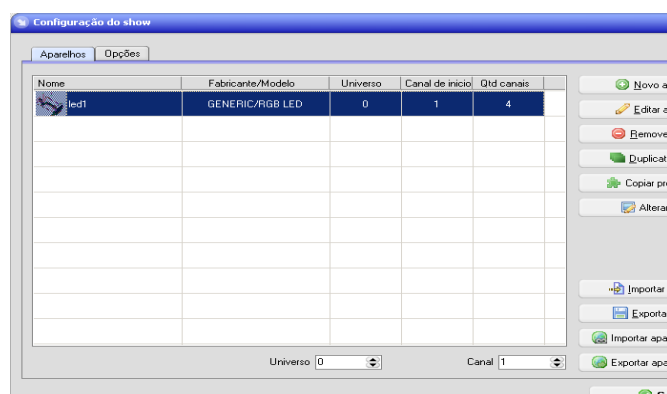 Configuração do show
Aparelhos Opções
Nome Fabricante/Modelo Universo Canal de inicio Qtd canais
led1 GENERIC/RGB LED 0 1 4
Novo a
Editar a
Remove
Duplicat
Copiar pr
Altera
Importar
Exporta
Importar apa
Exportar apa
Universo 0 Canal 1